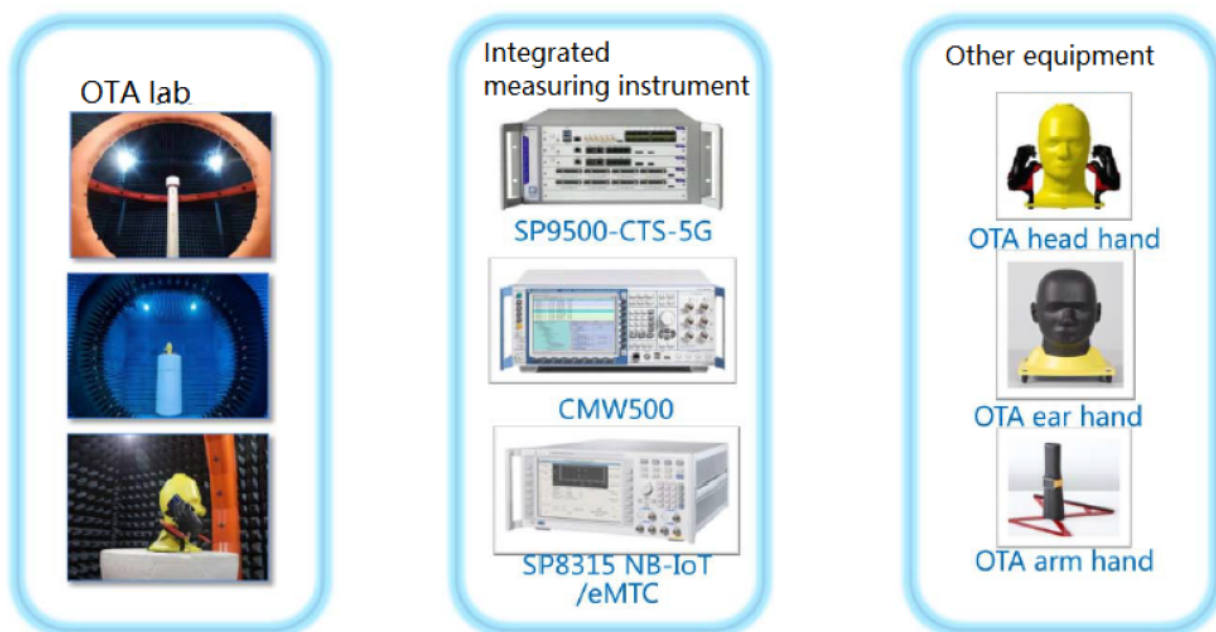 OTA lab
Integrated
measuring instrument
SP9500-CTS-5G
CMW500
SP8315 NB-IoT
/eMTC
Other equipment
OTA head hand
OTA ear hand
OTA arm hand